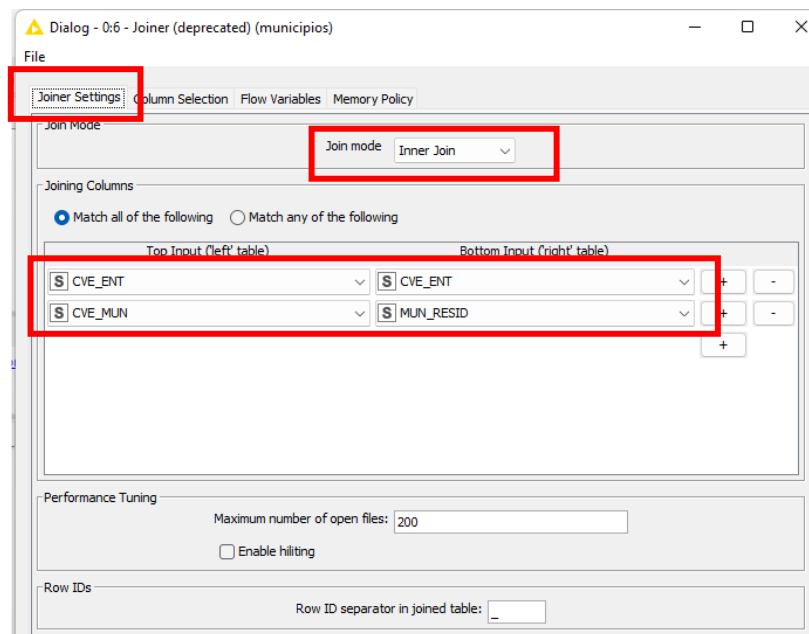 Dialog - 0:6 - Joiner (deprecated) (municipios)
File
Joiner Settings Column Selection Flow Variables Memory Policy
Join Mode
Join mode Inner Join
Joining Columns
Match all of the following Match any of the following
Top Input ('left' table) Bottom Input ('right' table)
S CVE_ENT S CVE_ENT + -
S CVE_MUN S MUN_RESID + -
+
Performance Tuning
Maximum number of open files: 200
Enable hiliting
Row IDs
Row ID separator in joined table: _